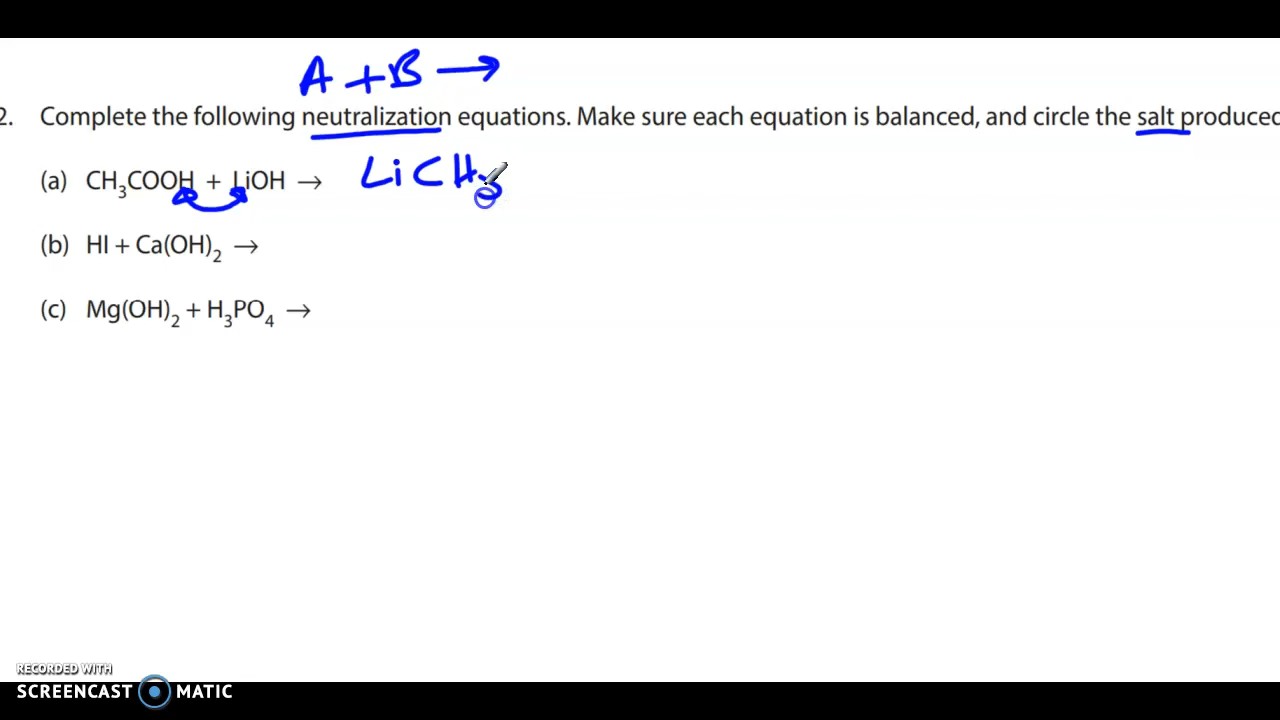 A + B →
2. Complete the following neutralization equations. Make sure each equation is balanced, and circle the salt produced
(a) CH₃COOH + LiOH → LiCH₃
(b) HI + Ca(OH)₂ →
(c) Mg(OH)₂ + H₃PO₄ →
RECORDED WITH
SCREENCAST MATIC